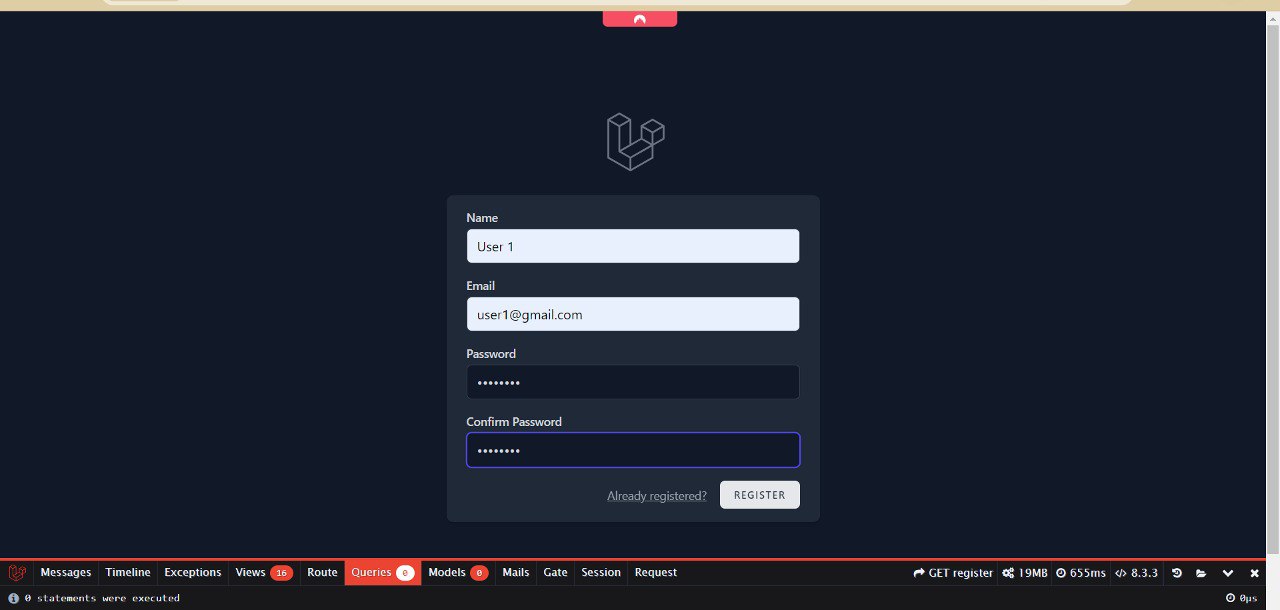 Name
User 1
Email
user1@gmail.com
Password
••••••••
Confirm Password
••••••••
Already registered? REGISTER
Messages Timeline Exceptions Views 16 Route Queries 0 Models 0 Mails Gate Session Request GET register 19MB 655ms 8.3.3
0 statements were executed 0μs